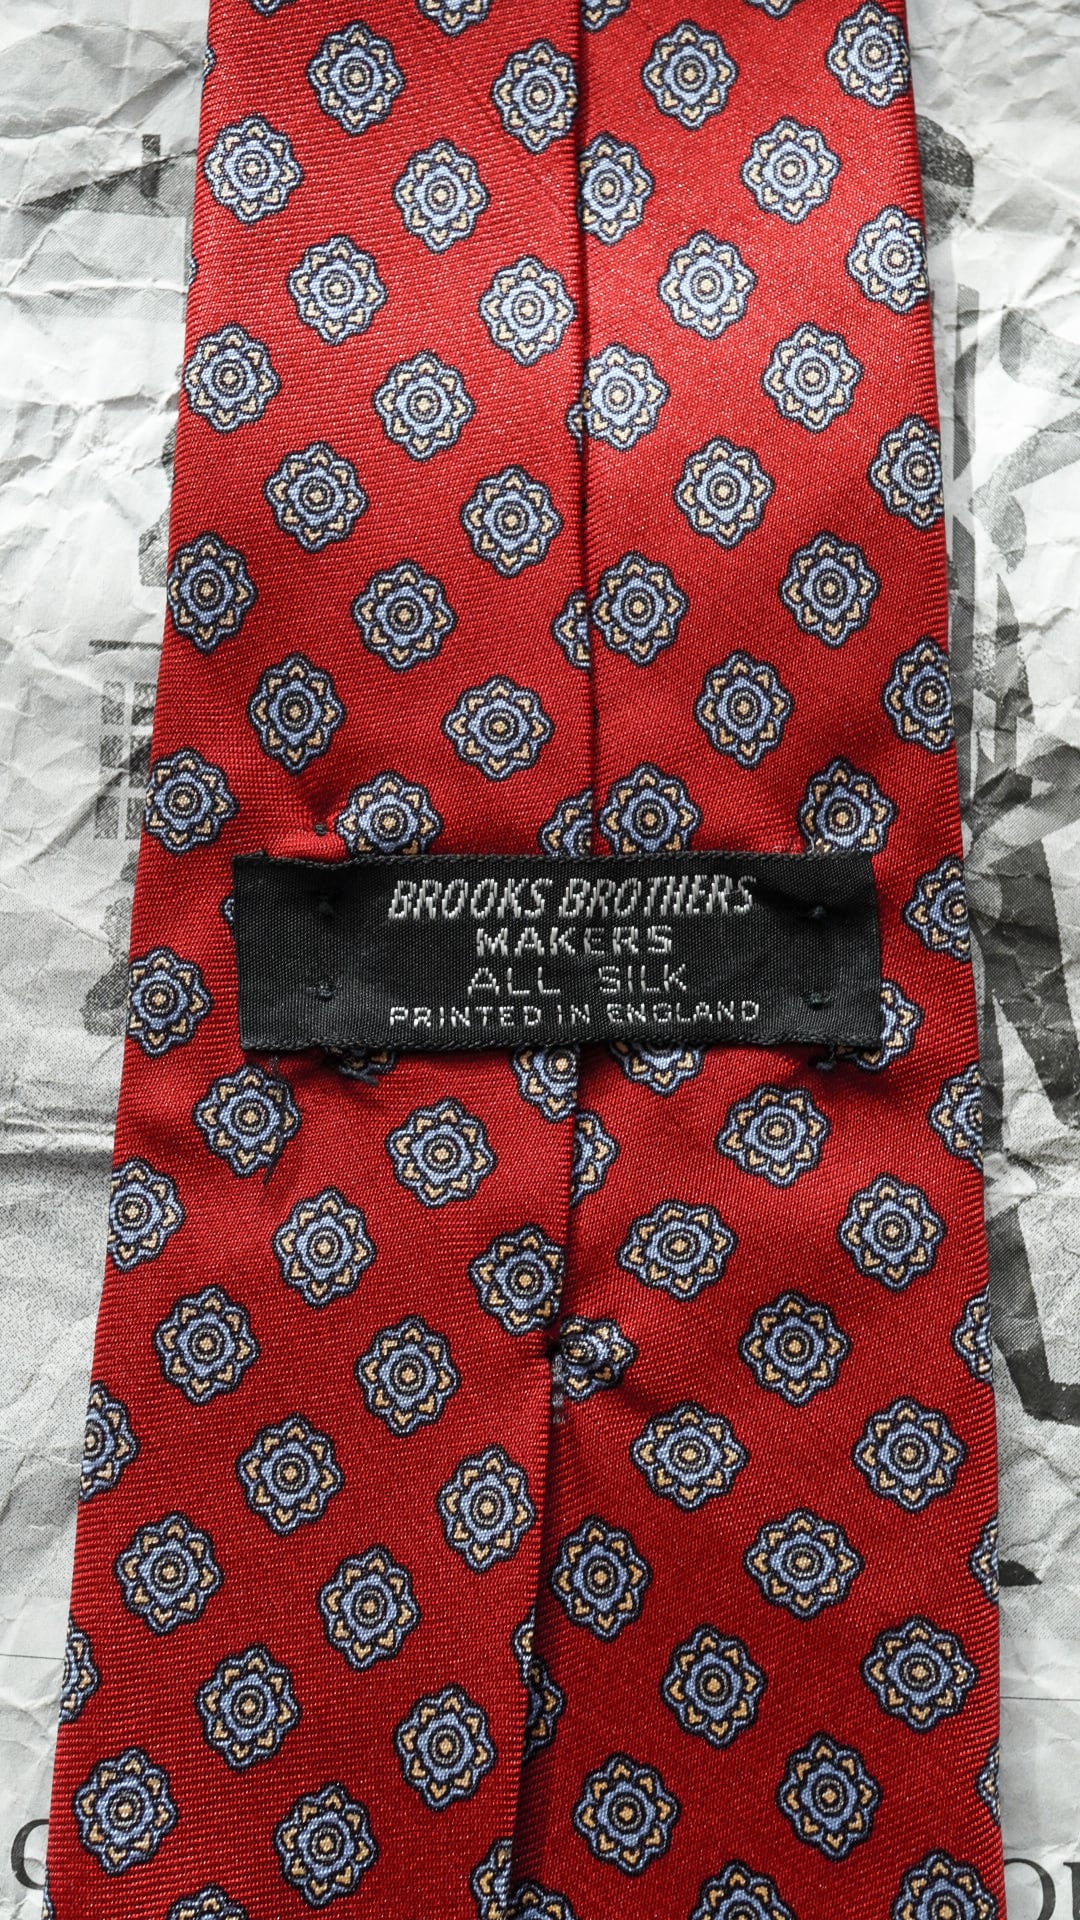 BROOKS BROTHERS
MAKERS
ALL SILK
PRINTED IN ENGLAND